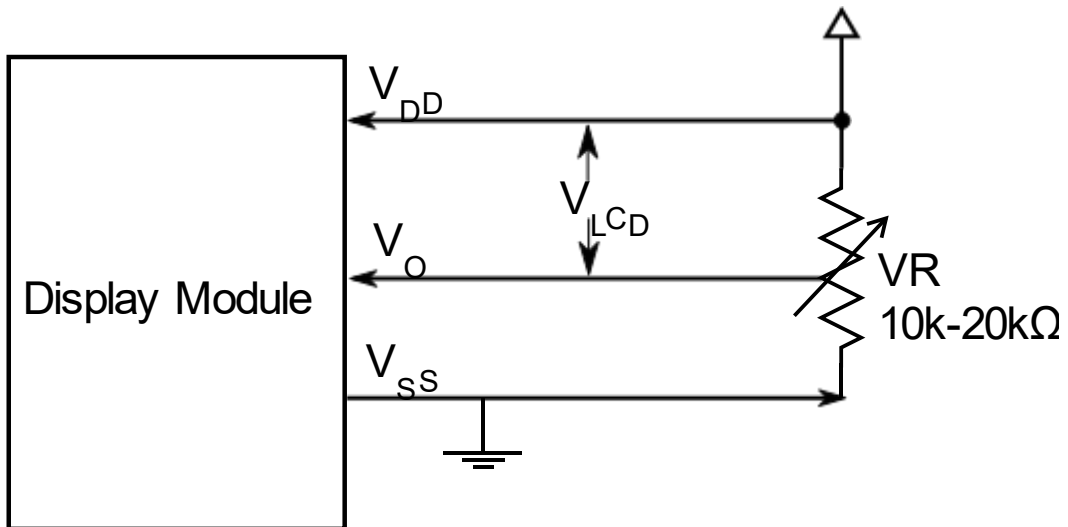 VDD
VLCD
VO
Display Module
VR
10k-20kΩ
VSS